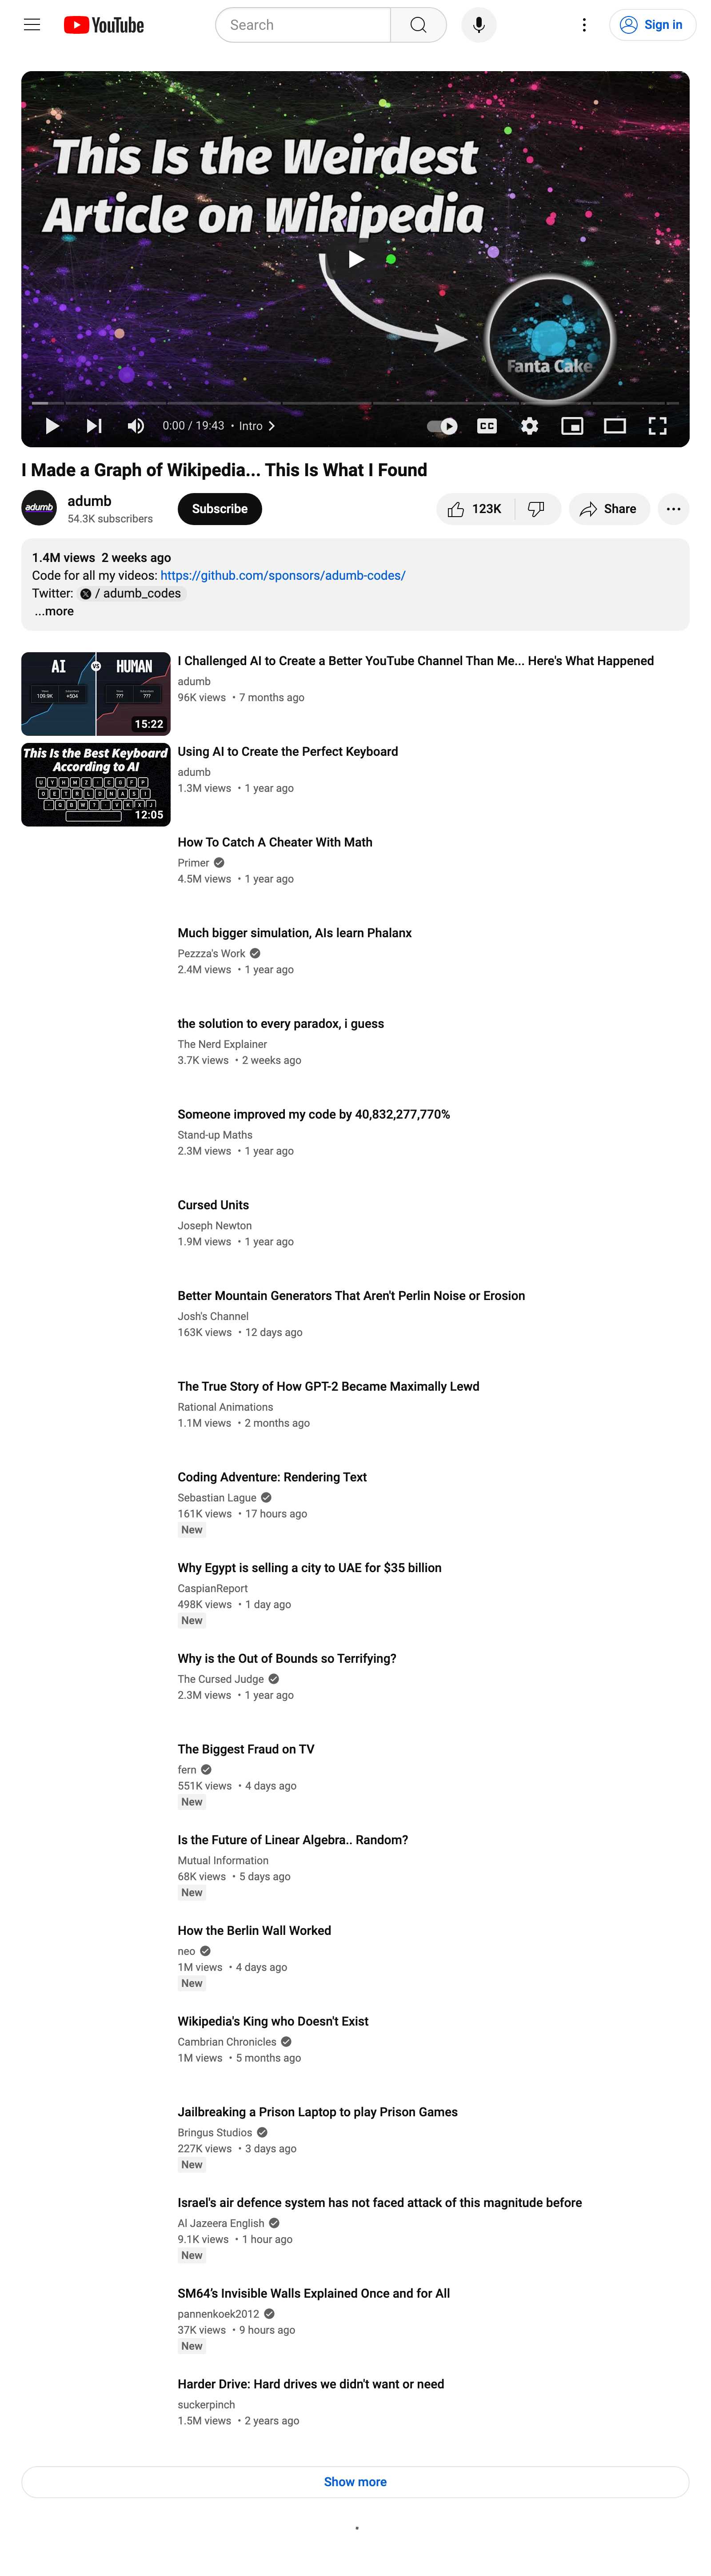 YouTube
Search
Sign in
This Is the Weirdest
Article on Wikipedia
Fanta Cake
0:00 / 19:43 • Intro
CC
I Made a Graph of Wikipedia... This Is What I Found
adumb
adumb
54.3K subscribers
Subscribe
123K
Share
1.4M views 2 weeks ago
Code for all my videos: https://github.com/sponsors/adumb-codes/
Twitter: / adumb_codes
...more
AI VS HUMAN
109.9K +504 ??? ???
15:22
I Challenged AI to Create a Better YouTube Channel Than Me... Here's What Happened
adumb
96K views • 7 months ago
This Is the Best Keyboard
According to AI
12:05
Using AI to Create the Perfect Keyboard
adumb
1.3M views • 1 year ago
How To Catch A Cheater With Math
Primer
4.5M views • 1 year ago
Much bigger simulation, AIs learn Phalanx
Pezzza's Work
2.4M views • 1 year ago
the solution to every paradox, i guess
The Nerd Explainer
3.7K views • 2 weeks ago
Someone improved my code by 40,832,277,770%
Stand-up Maths
2.3M views • 1 year ago
Cursed Units
Joseph Newton
1.9M views • 1 year ago
Better Mountain Generators That Aren't Perlin Noise or Erosion
Josh's Channel
163K views • 12 days ago
The True Story of How GPT-2 Became Maximally Lewd
Rational Animations
1.1M views • 2 months ago
Coding Adventure: Rendering Text
Sebastian Lague
161K views • 17 hours ago
New
Why Egypt is selling a city to UAE for $35 billion
CaspianReport
498K views • 1 day ago
New
Why is the Out of Bounds so Terrifying?
The Cursed Judge
2.3M views • 1 year ago
The Biggest Fraud on TV
fern
551K views • 4 days ago
New
Is the Future of Linear Algebra.. Random?
Mutual Information
68K views • 5 days ago
New
How the Berlin Wall Worked
neo
1M views • 4 days ago
New
Wikipedia's King who Doesn't Exist
Cambrian Chronicles
1M views • 5 months ago
Jailbreaking a Prison Laptop to play Prison Games
Bringus Studios
227K views • 3 days ago
New
Israel's air defence system has not faced attack of this magnitude before
Al Jazeera English
9.1K views • 1 hour ago
New
SM64's Invisible Walls Explained Once and for All
pannenkoek2012
37K views • 9 hours ago
New
Harder Drive: Hard drives we didn't want or need
suckerpinch
1.5M views • 2 years ago
Show more